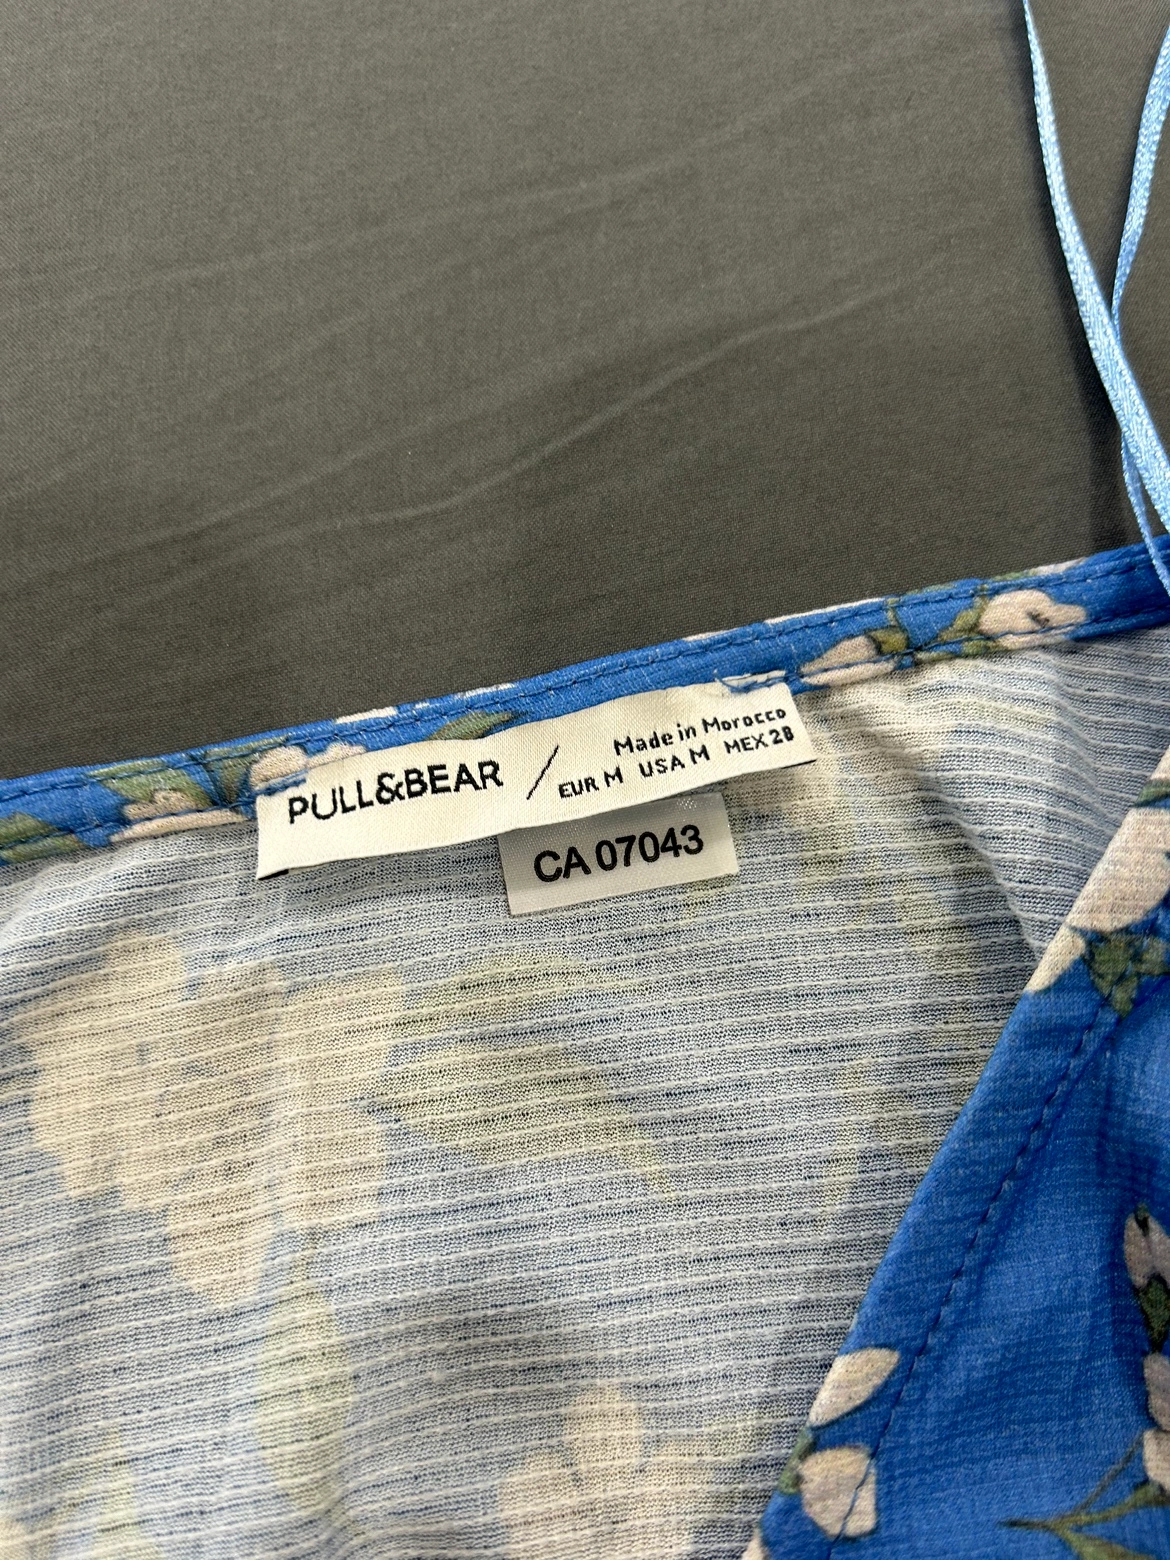 PULL&BEAR /
Made in Morocco
EUR M USA M MEX 28
CA 07043